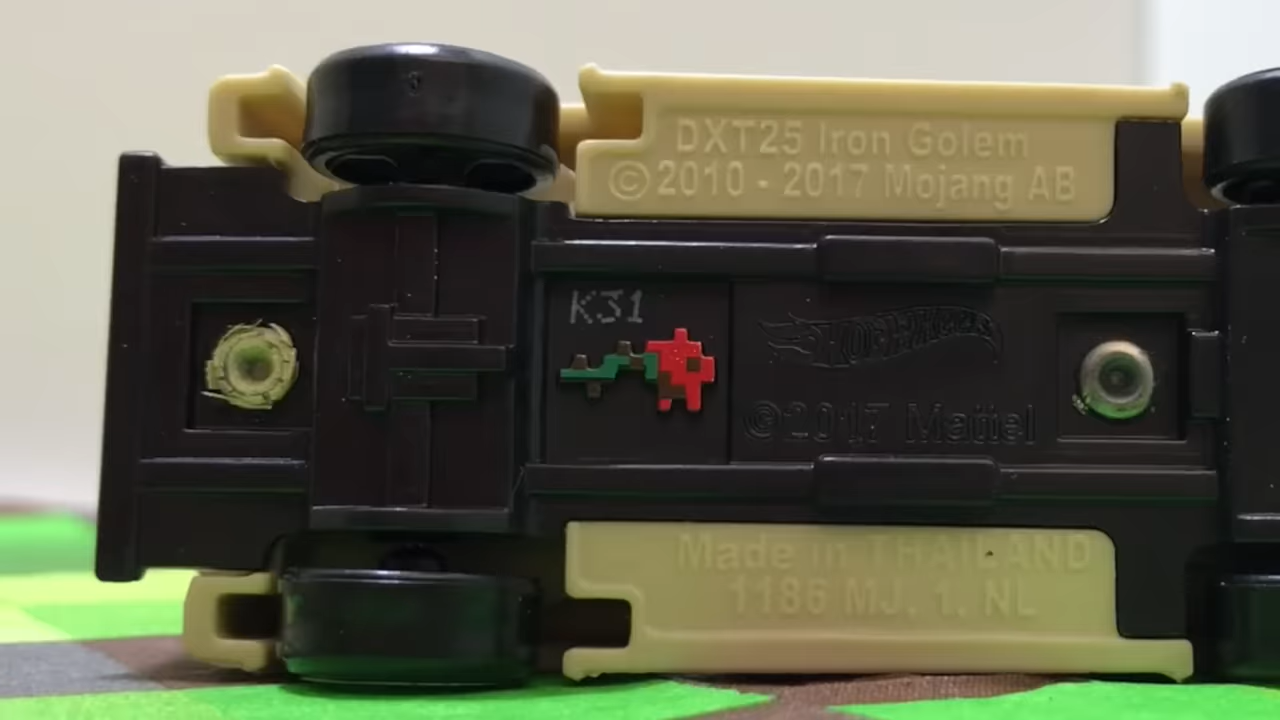 DXT25 Iron Golem
©2010 - 2017 Mojang AB
K31
HOT WHEELS
©2017 Mattel
Made in THAILAND
1186 MJ, 1, NL